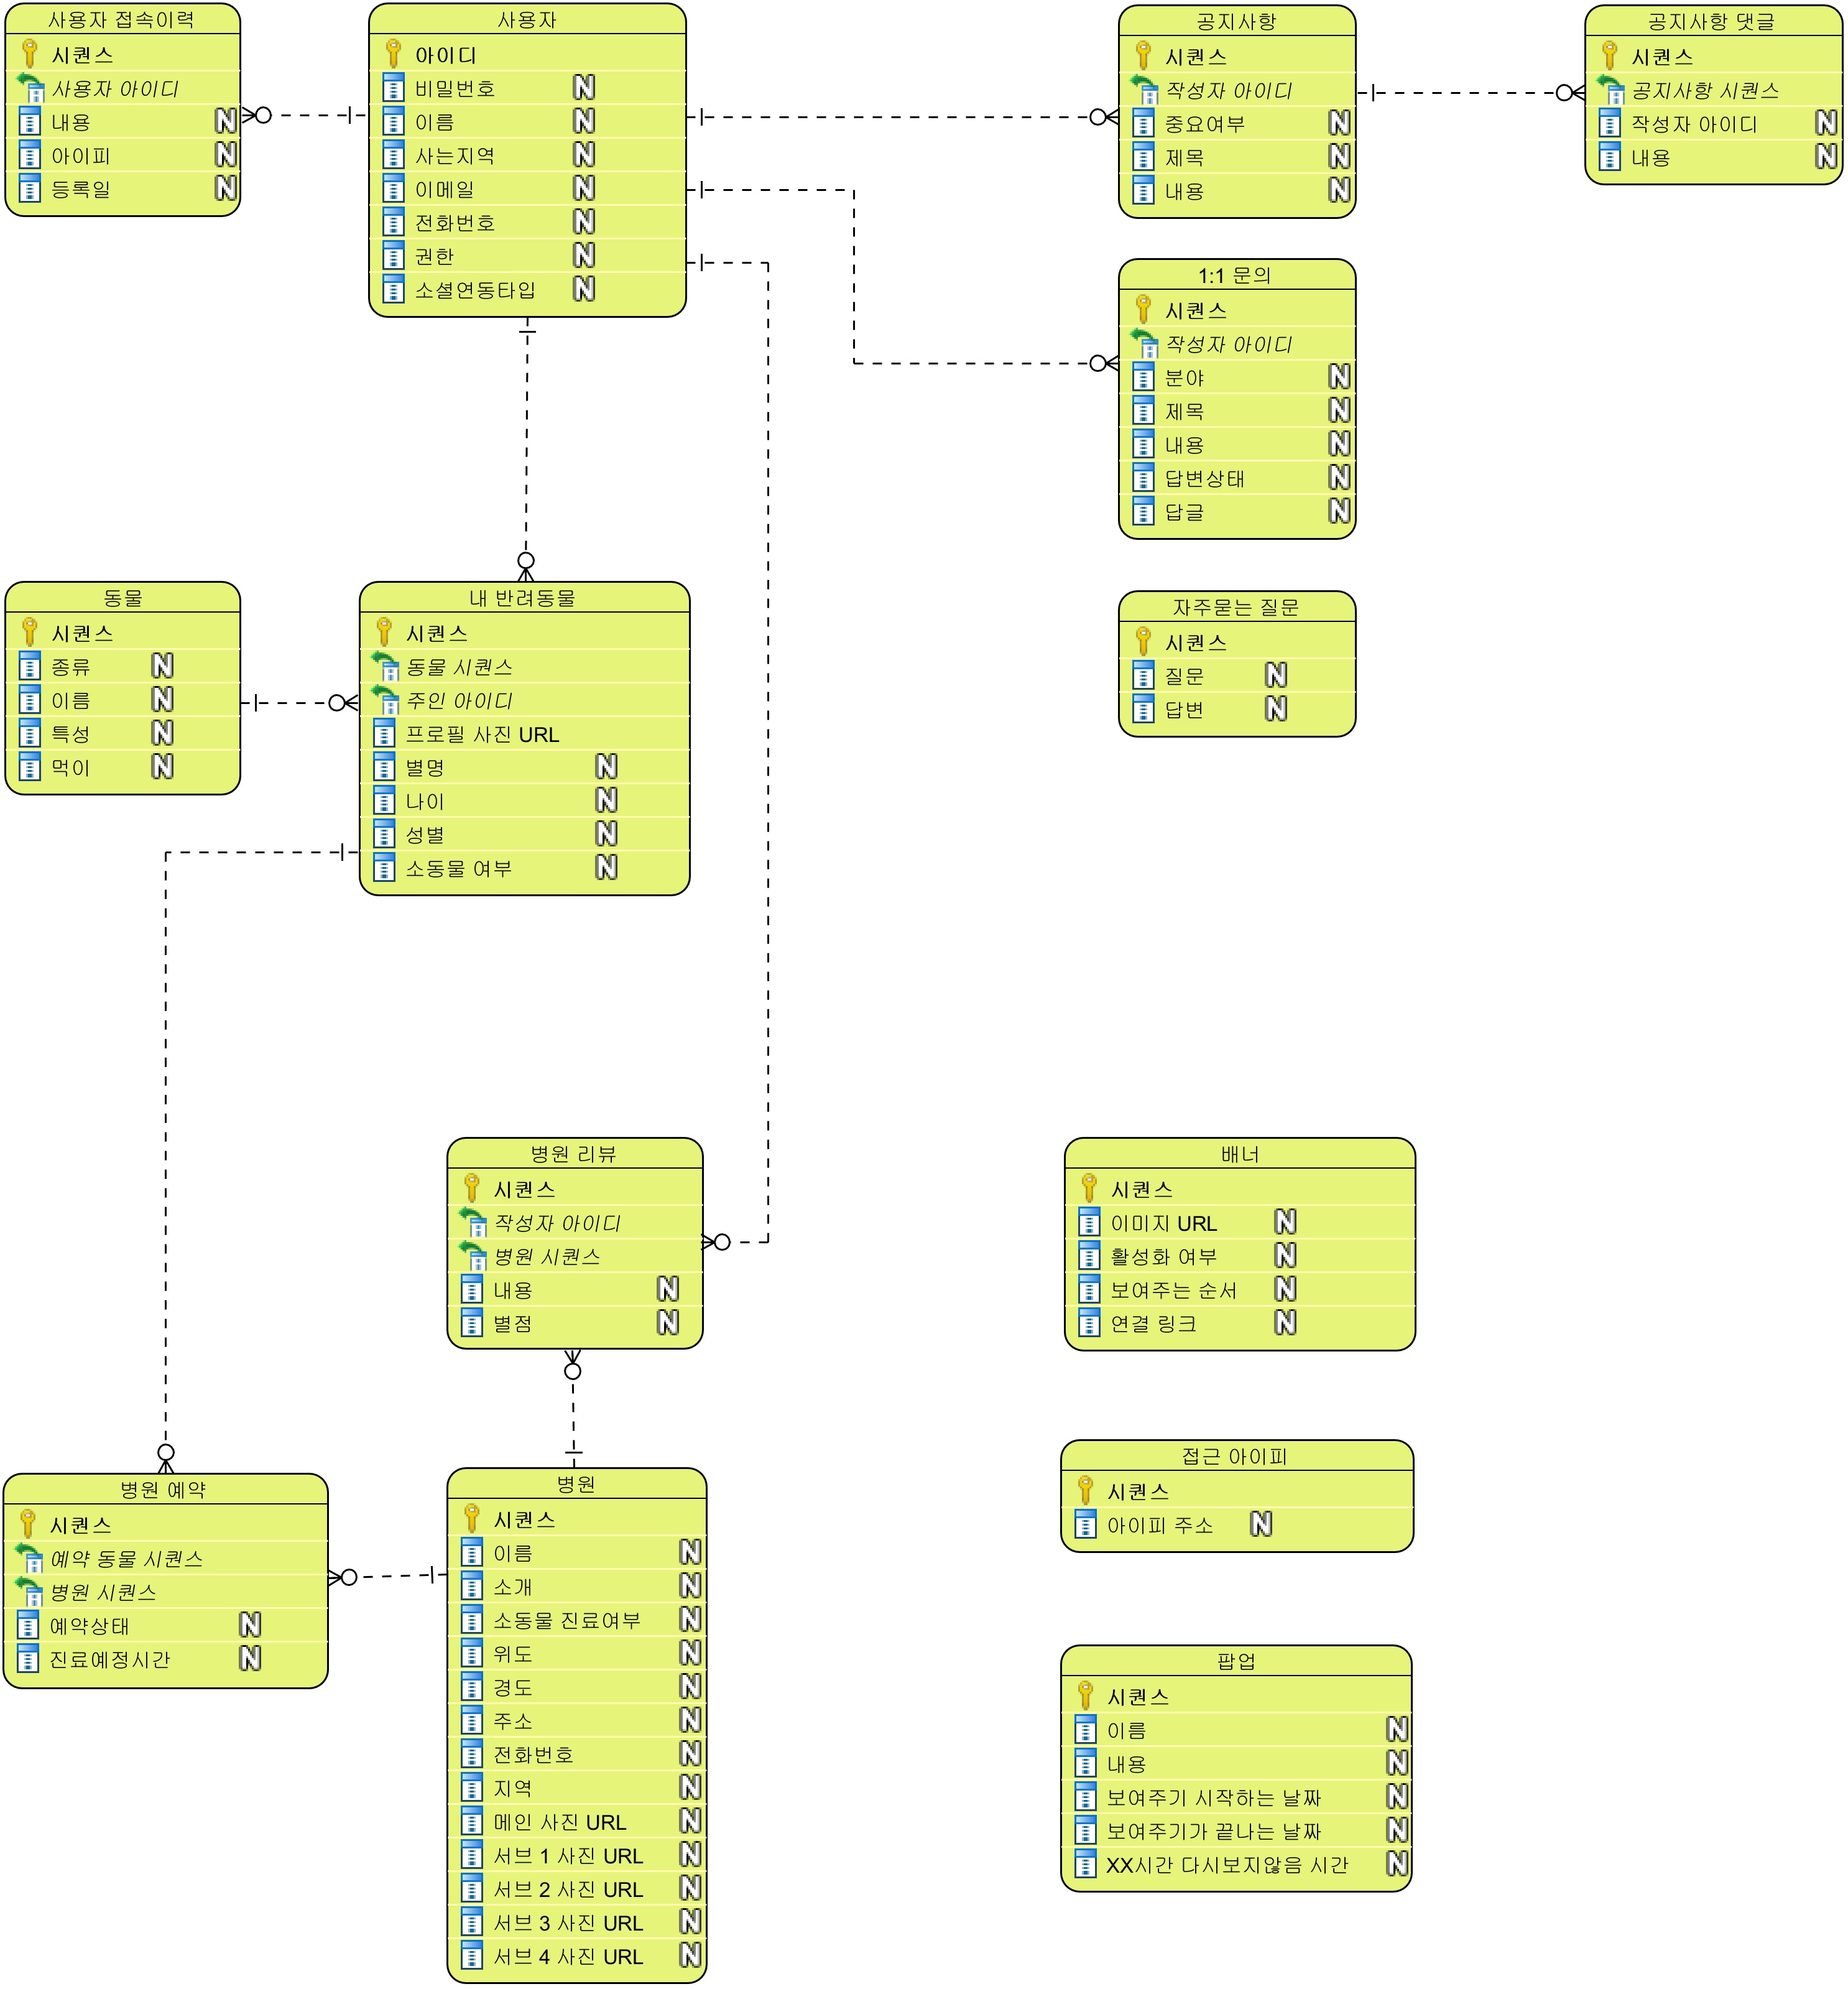 사용자 접속이력
시퀀스
사용자 아이디
내용
아이피
등록일
사용자
아이디
비밀번호
이름
사는지역
이메일
전화번호
권한
소셜연동타입
공지사항
시퀀스
작성자 아이디
중요여부
제목
내용
공지사항 댓글
시퀀스
공지사항 시퀀스
작성자 아이디
내용
1:1 문의
시퀀스
작성자 아이디
분야
제목
내용
답변상태
답글
동물
시퀀스
종류
이름
특성
먹이
내 반려동물
시퀀스
동물 시퀀스
주인 아이디
프로필 사진 URL
별명
나이
성별
소동물 여부
자주묻는 질문
시퀀스
질문
답변
병원 리뷰
시퀀스
작성자 아이디
병원 시퀀스
내용
별점
배너
시퀀스
이미지 URL
활성화 여부
보여주는 순서
연결 링크
병원 예약
시퀀스
예약 동물 시퀀스
병원 시퀀스
예약상태
진료예정시간
병원
시퀀스
이름
소개
소동물 진료여부
위도
경도
주소
전화번호
지역
메인 사진 URL
서브 1 사진 URL
서브 2 사진 URL
서브 3 사진 URL
서브 4 사진 URL
접근 아이피
시퀀스
아이피 주소
팝업
시퀀스
이름
내용
보여주기 시작하는 날짜
보여주기가 끝나는 날짜
XX시간 다시보지않음 시간